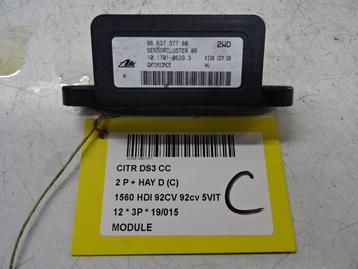 96 637 377 80 2WD
SENSORCLUSTER 06
10.1701-0639.3
Ate
CITR DS3 CC
2 P + HAY D (C)
1560 HDI 92CV 92cv 5VIT
12 * 3P * 19/015
MODULE
C